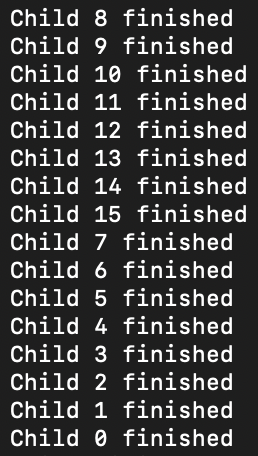 Child 8 finished
Child 9 finished
Child 10 finished
Child 11 finished
Child 12 finished
Child 13 finished
Child 14 finished
Child 15 finished
Child 7 finished
Child 6 finished
Child 5 finished
Child 4 finished
Child 3 finished
Child 2 finished
Child 1 finished
Child 0 finished